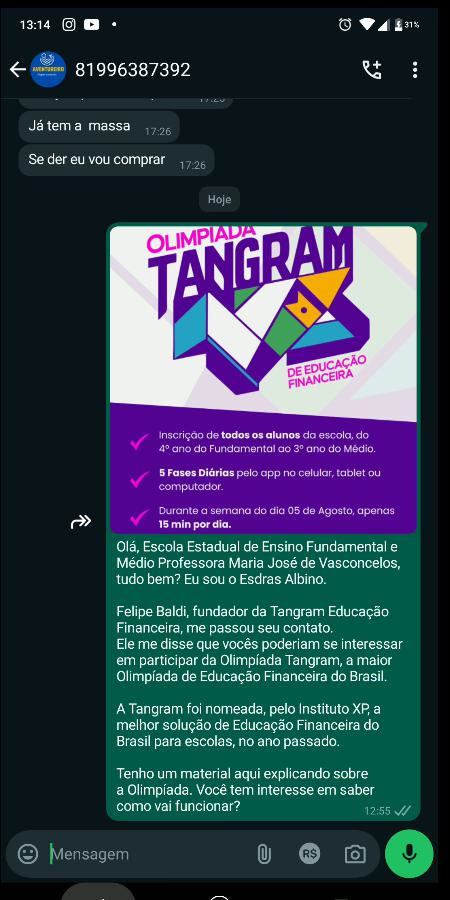 13:14
31%
AVENTUREIRO
81996387392
17:25
Já tem a massa 17:26
Se der eu vou comprar 17:26
Hoje
OLIMPÍADA
TANGRAM
DE EDUCAÇÃO
FINANCEIRA
Inscrição de todos os alunos da escola, do
4º ano do Fundamental ao 3º ano do Médio.
5 Fases Diárias pelo app no celular, tablet ou
computador.
Durante a semana do dia 05 de Agosto, apenas
15 min por dia.
Olá, Escola Estadual de Ensino Fundamental e
Médio Professora Maria José de Vasconcelos,
tudo bem? Eu sou o Esdras Albino.
Felipe Baldi, fundador da Tangram Educação
Financeira, me passou seu contato.
Ele me disse que vocês poderiam se interessar
em participar da Olimpíada Tangram, a maior
Olimpíada de Educação Financeira do Brasil.
A Tangram foi nomeada, pelo Instituto XP, a
melhor solução de Educação Financeira do
Brasil para escolas, no ano passado.
Tenho um material aqui explicando sobre
a Olimpíada. Você tem interesse em saber
como vai funcionar? 12:55
Mensagem
R$